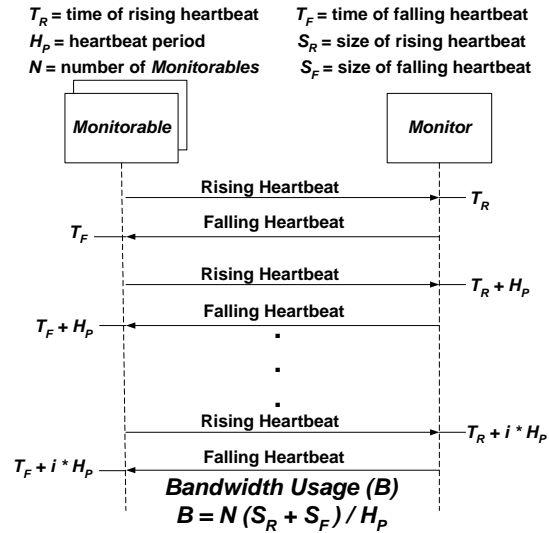 T_R = time of rising heartbeat
T_F = time of falling heartbeat
H_P = heartbeat period
S_R = size of rising heartbeat
N = number of Monitorables
S_F = size of falling heartbeat
Monitorable
Monitor
Rising Heartbeat
T_R
Falling Heartbeat
T_F
Rising Heartbeat
T_R + H_P
Falling Heartbeat
T_F + H_P
.
.
.
Rising Heartbeat
T_R + i * H_P
Falling Heartbeat
T_F + i * H_P
Bandwidth Usage (B)
B = N (S_R + S_F) / H_P